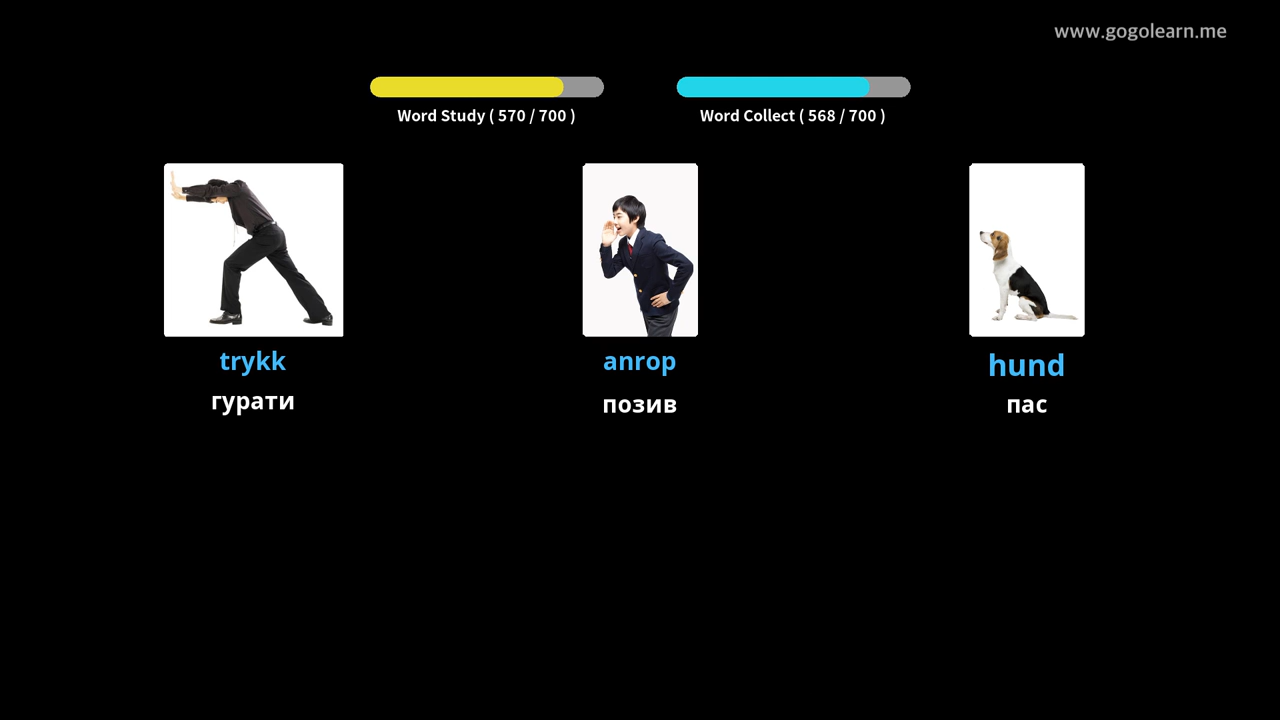 www.gogolearn.me
Word Study ( 570 / 700 )
Word Collect ( 568 / 700 )
trykk
anrop
hund
гурати
позив
пас